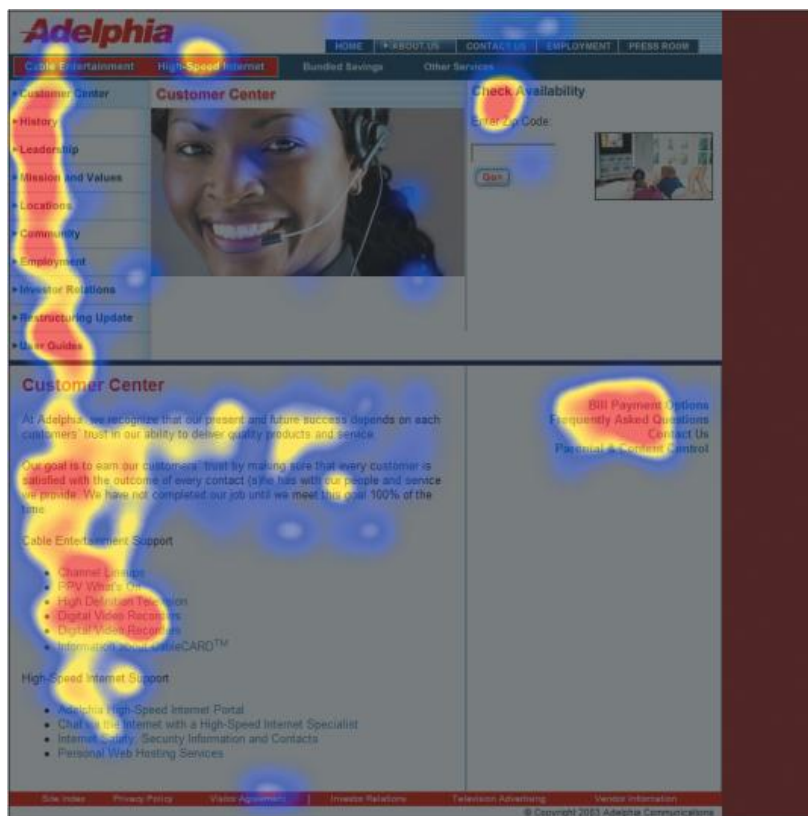 Adelphia
HOME ABOUT US CONTACT US EMPLOYMENT PRESS ROOM
Cable Entertainment High-Speed Internet Bundled Savings Other Services
Customer Center
History
Leadership
Mission and Values
Locations
Community
Employment
Investor Relations
Restructuring Update
User Guides
Customer Center
Check Availability
Enter Zip Code:
Go>
Customer Center
At Adelphia, we recognize that our present and future success depends on each
customers' trust in our ability to deliver quality products and service.
Our goal is to earn our customers' trust by making sure that every customer is
satisfied with the outcome of every contact (s)he has with our people and service
we provide. We have not completed our job until we meet this goal 100% of the
time.
Cable Entertainment Support
Channel Lineups
PPV What's On
High Definition Television
Digital Video Recorders
Digital Video Recorders
Information about CableCARD™
High-Speed Internet Support
Adelphia High-Speed Internet Portal
Chat via the Internet with a High-Speed Internet Specialist
Internet Safety, Security Information and Contacts
Personal Web Hosting Services
Bill Payment Options
Frequently Asked Questions
Contact Us
Parental & Content Control
Site Index Privacy Policy Visitor Agreement | Investor Relations Television Advertising Vendor Information
© Copyright 2003 Adelphia Communications